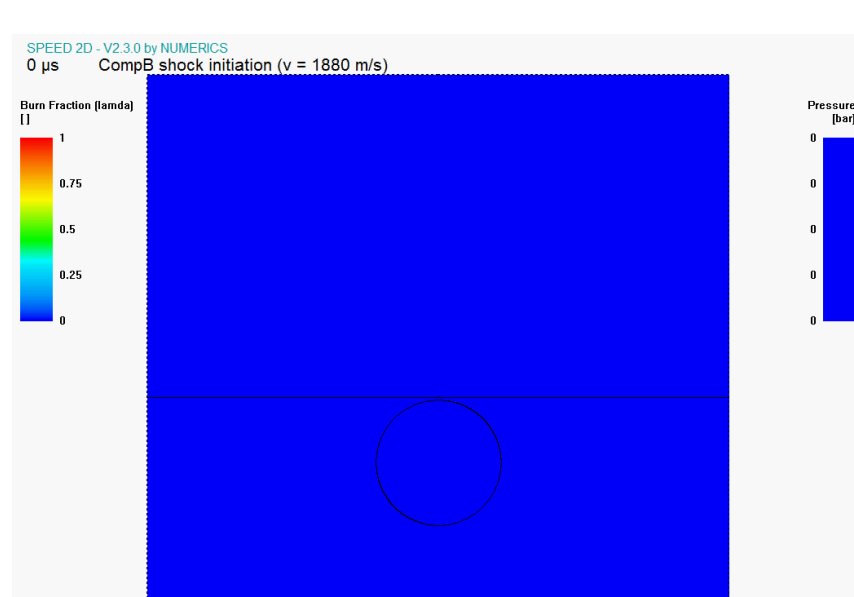 SPEED 2D - V2.3.0 by NUMERICS
0 µs CompB shock initiation (v = 1880 m/s)
Burn Fraction (lamda)
[ ]
1
0.75
0.5
0.25
0
Pressure
[bar]
0
0
0
0
0